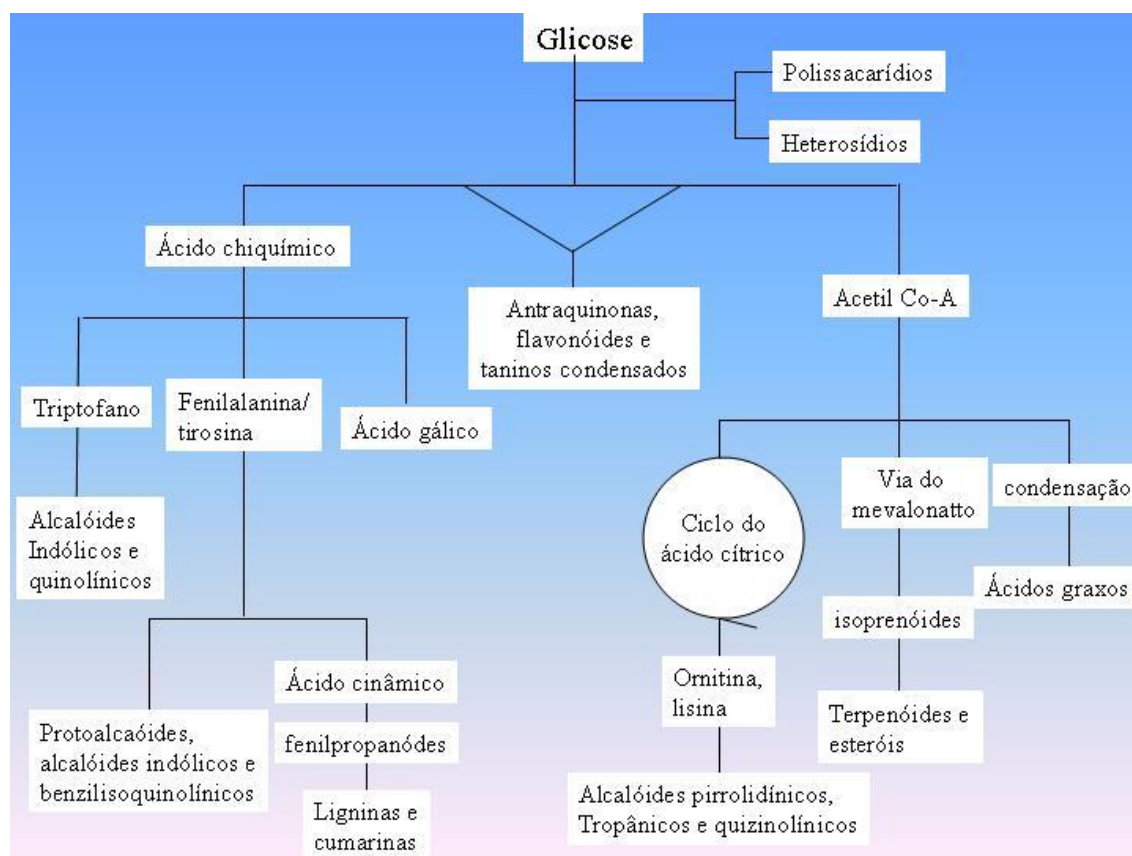 Glicose
Polissacarídios
Heterosídios
Ácido chiquímico
Antraquinonas,
flavonóides e
taninos condensados
Acetil Co-A
Triptofano
Fenilalanina/
tirosina
Ácido gálico
Alcalóides
Indólicos e
quinolínicos
Ciclo do
ácido cítrico
Via do
mevalonatto
condensação
Ácidos graxos
isoprenóides
Protoalcaóides,
alcalóides indólicos e
benzilisoquinolínicos
Ácido cinâmico
fenilpropanódes
Ligninas e
cumarinas
Ornitina,
lisina
Alcalóides pirrolidínicos,
Tropânicos e quizinolínicos
Terpenóides e
esteróis